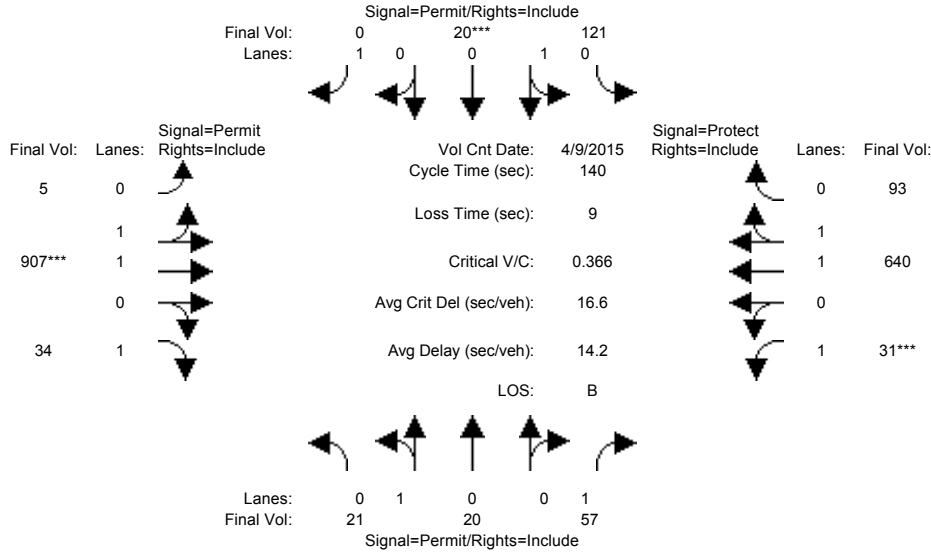 Signal=Permit/Rights=Include
Final Vol: 0 20*** 121
Lanes: 1 0 0 1 0
Signal=Permit
Final Vol: Lanes: Rights=Include
Vol Cnt Date: 4/9/2015
Signal=Protect
Rights=Include Lanes: Final Vol:
Cycle Time (sec): 140
5 0
0 93
Loss Time (sec): 9
1
1
907*** 1
Critical V/C: 0.366
1 640
0
Avg Crit Del (sec/veh): 16.6
0
34 1
Avg Delay (sec/veh): 14.2
1 31***
LOS: B
Lanes: 0 1 0 0 1
Final Vol: 21 20 57
Signal=Permit/Rights=Include